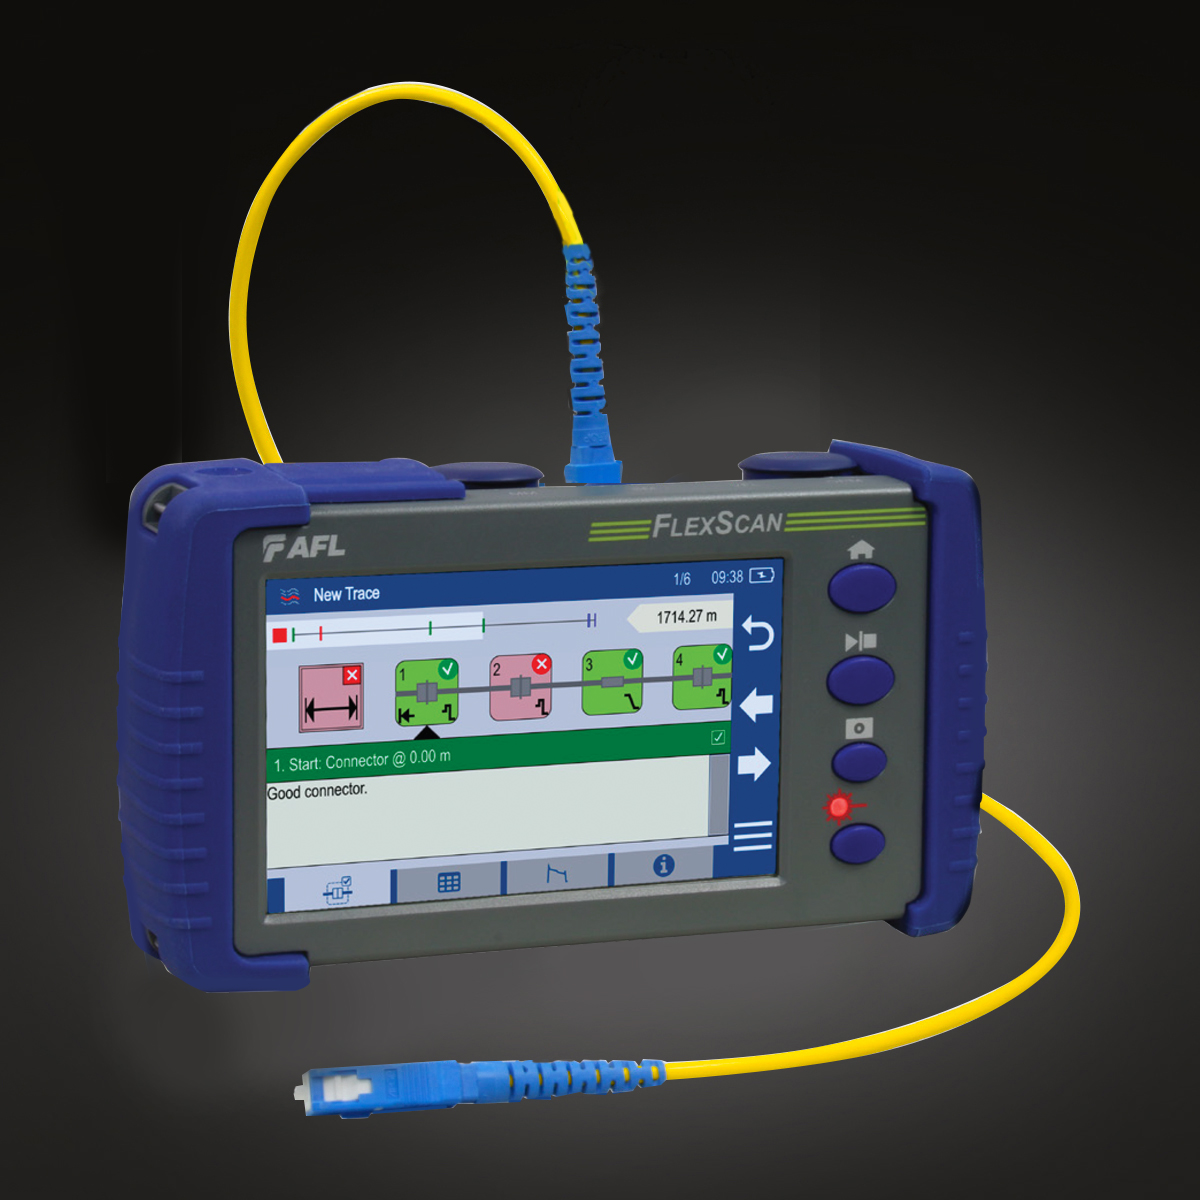 AFL
FLEXSCAN
New Trace
1/6
09:38
1714.27 m
1
2
3
4
1. Start: Connector @ 0.00 m
Good connector.